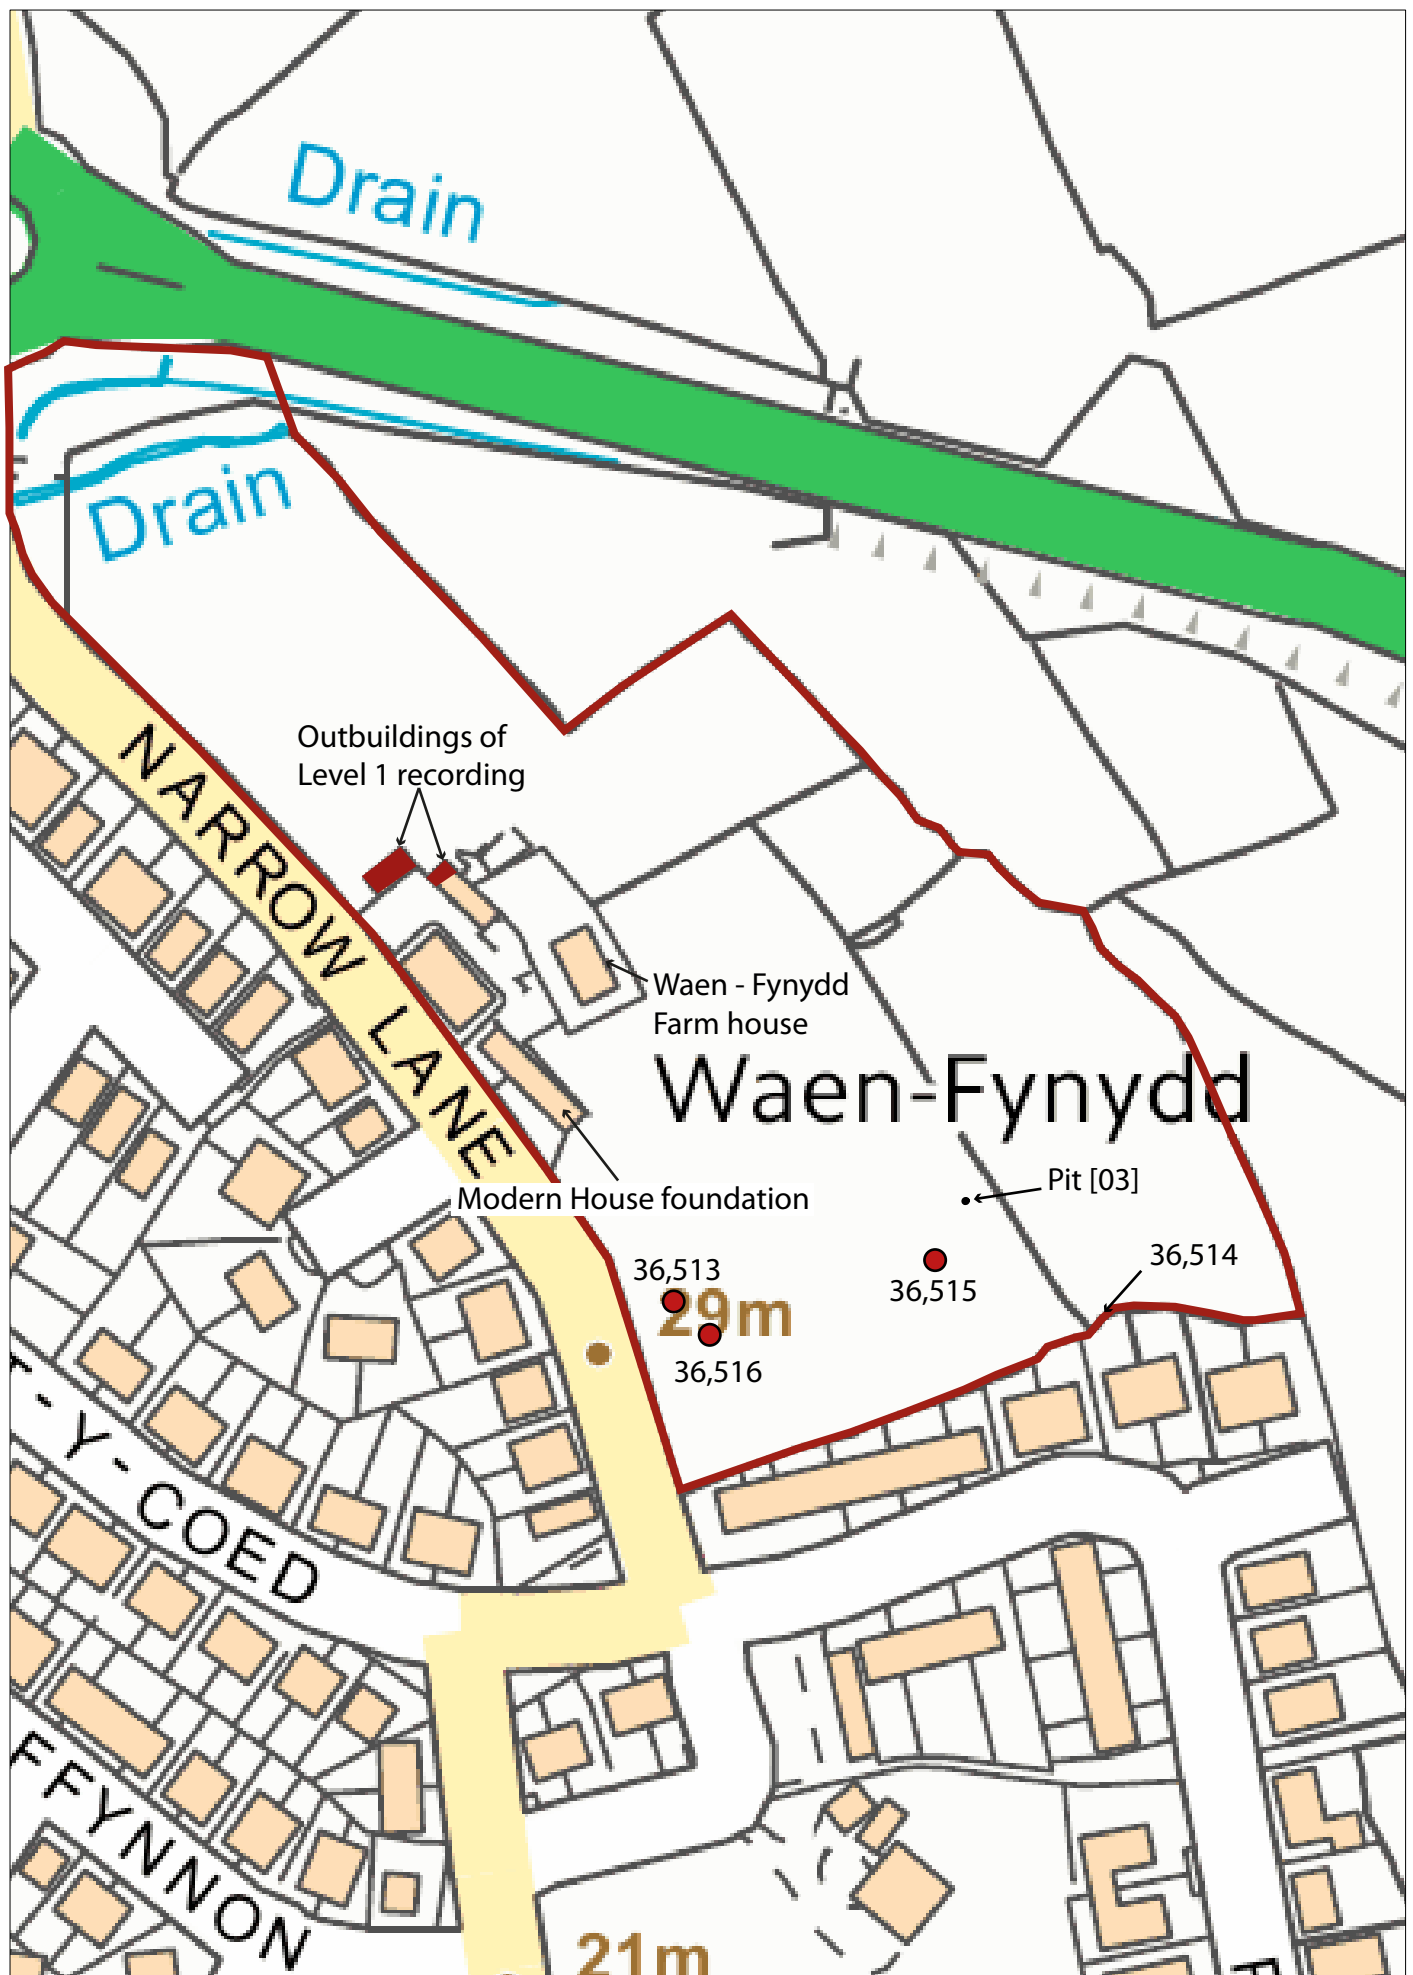 Drain
Drain
NARROW LANE
Outbuildings of
Level 1 recording
Waen - Fynydd
Farm house
Waen-Fynydd
Modern House foundation
Pit [03]
36,514
36,513
29m
36,515
36,516
T-Y-COED
FFYNNON
21m